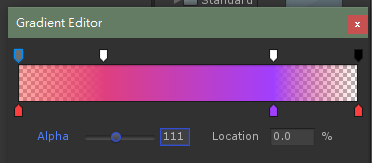 Standard
Gradient Editor
x
Alpha 111 Location 0.0 %